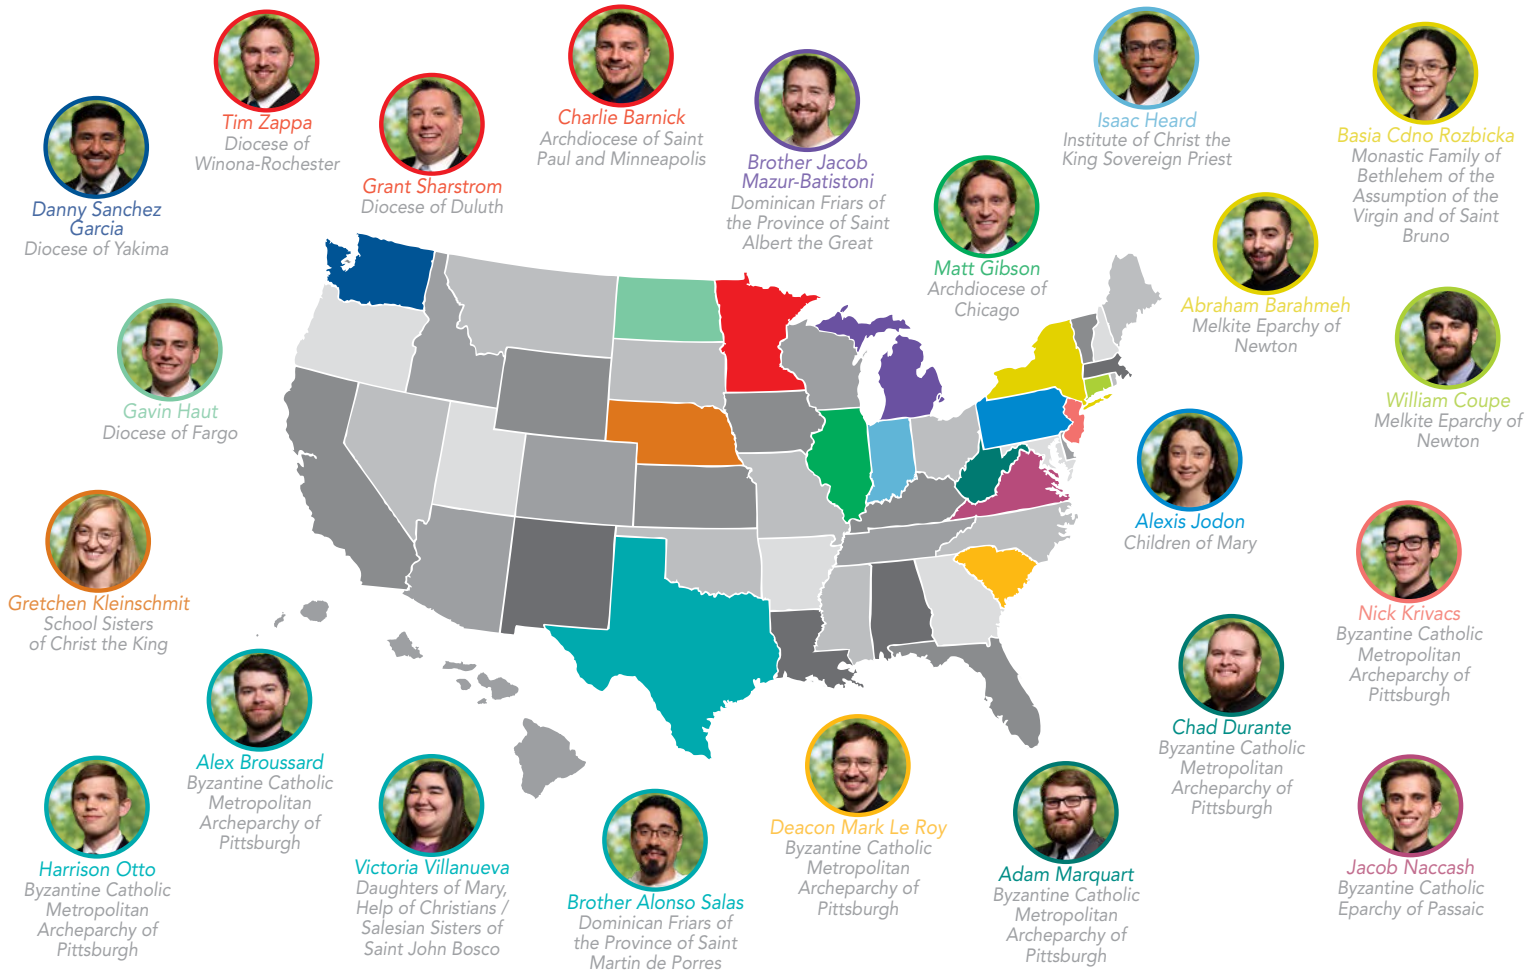 Tim Zappa
Diocese of
Winona-Rochester
Grant Sharstrom
Diocese of Duluth
Charlie Barnick
Archdiocese of Saint
Paul and Minneapolis
Brother Jacob
Mazur-Batistoni
Dominican Friars of
the Province of Saint
Albert the Great
Isaac Heard
Institute of Christ the
King Sovereign Priest
Basia Cdno Rozbicka
Monastic Family of
Bethlehem of the
Assumption of the
Virgin and of Saint
Bruno
Danny Sanchez
Garcia
Diocese of Yakima
Matt Gibson
Archdiocese of
Chicago
Abraham Barahmeh
Melkite Eparchy of
Newton
William Coupe
Melkite Eparchy of
Newton
Gavin Haut
Diocese of Fargo
Alexis Jodon
Children of Mary
Gretchen Kleinschmit
School Sisters
of Christ the King
Nick Krivacs
Byzantine Catholic
Metropolitan
Archeparchy of
Pittsburgh
Alex Broussard
Byzantine Catholic
Metropolitan
Archeparchy of
Pittsburgh
Chad Durante
Byzantine Catholic
Metropolitan
Archeparchy of
Pittsburgh
Harrison Otto
Byzantine Catholic
Metropolitan
Archeparchy of
Pittsburgh
Victoria Villanueva
Daughters of Mary,
Help of Christians /
Salesian Sisters of
Saint John Bosco
Brother Alonso Salas
Dominican Friars of
the Province of Saint
Martin de Porres
Deacon Mark Le Roy
Byzantine Catholic
Metropolitan
Archeparchy of
Pittsburgh
Adam Marquart
Byzantine Catholic
Metropolitan
Archeparchy of
Pittsburgh
Jacob Naccash
Byzantine Catholic
Eparchy of Passaic